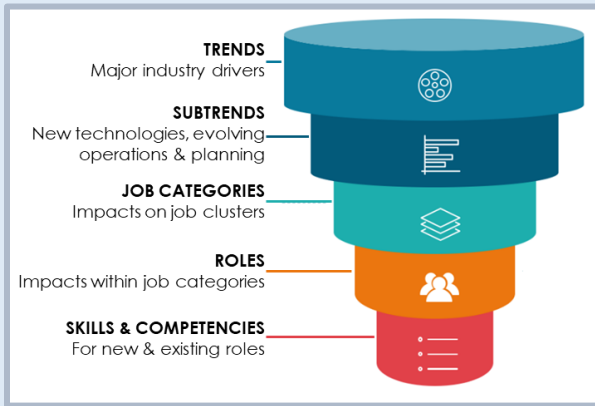 TRENDS
Major industry drivers
SUBTRENDS
New technologies, evolving
operations & planning
JOB CATEGORIES
Impacts on job clusters
ROLES
Impacts within job categories
SKILLS & COMPETENCIES
For new & existing roles